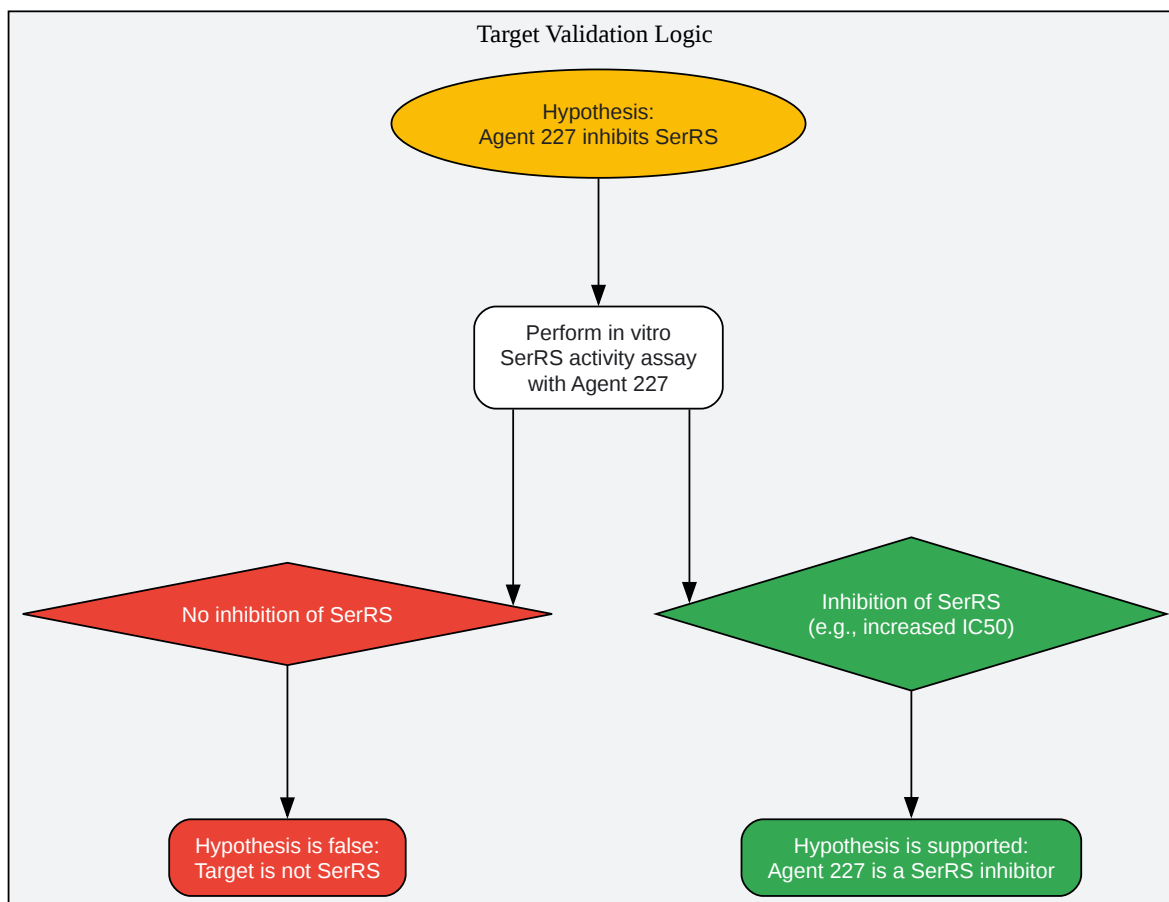 Target Validation Logic
Hypothesis:
Agent 227 inhibits SerRS
Perform in vitro
SerRS activity assay
with Agent 227
No inhibition of SerRS
Inhibition of SerRS
(e.g., increased IC50)
Hypothesis is false:
Target is not SerRS
Hypothesis is supported:
Agent 227 is a SerRS inhibitor